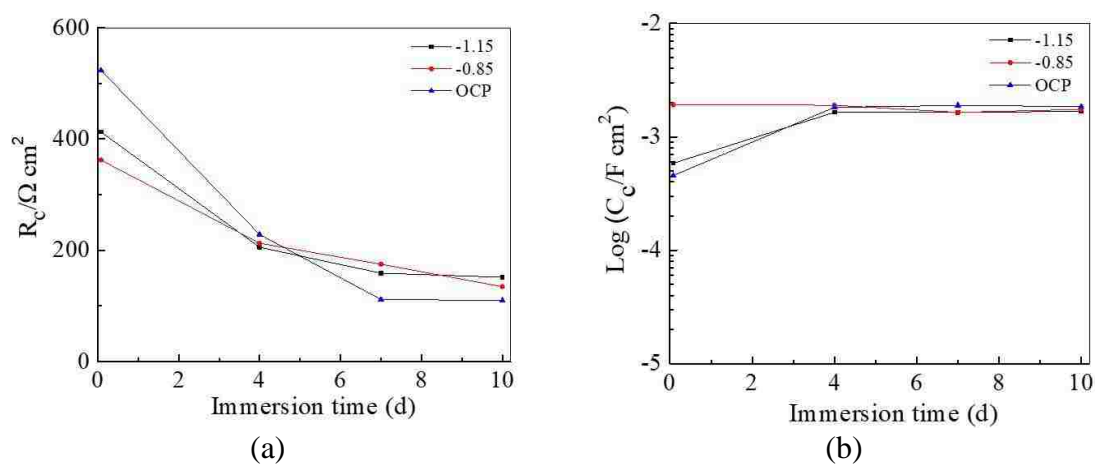 600
400
200
0
R_c/Ω cm²
-1.15
-0.85
OCP
0 2 4 6 8 10
Immersion time (d)
(a)
-2
-3
-4
-5
Log (C_c/F cm²)
-1.15
-0.85
OCP
0 2 4 6 8 10
Immersion time (d)
(b)